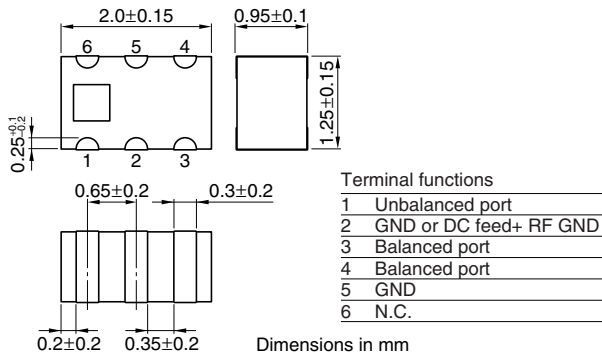 2.0±0.15
0.95±0.1
6 5 4
1.25±0.15
0.25+0.1
−0.2
1 2 3
0.65±0.2
0.3±0.2
0.2±0.2
0.35±0.2
Terminal functions
1 Unbalanced port
2 GND or DC feed+ RF GND
3 Balanced port
4 Balanced port
5 GND
6 N.C.
Dimensions in mm